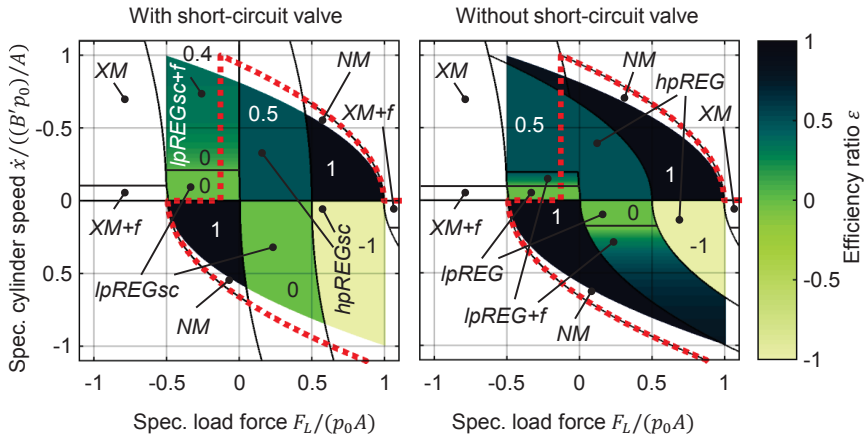 With short-circuit valve
Without short-circuit valve
Spec. cylinder speed ẋ/((B′p₀)/A)
1
-0.5
0
0.5
-1
XM
0.4
NM
XM+f
lpREGsc+f
0.5
0
0
1
1
XM+f
lpREGsc
NM
0
hpREGsc
-1
-1
-0.5
0
0.5
1
Spec. load force F_L/(p₀A)
XM
NM
hpREG
0.5
1
XM+f
XM
1
0
-1
lpREG
lpREG+f
NM
-1
-0.5
0
0.5
1
Spec. load force F_L/(p₀A)
1
0.5
0
-0.5
-1
Efficiency ratio ε